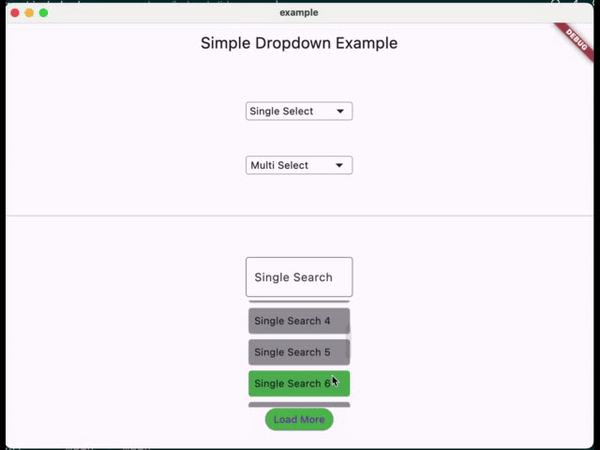 example
DEBUG
Simple Dropdown Example
Single Select
Multi Select
Single Search
Single Search 4
Single Search 5
Single Search 6
Load More